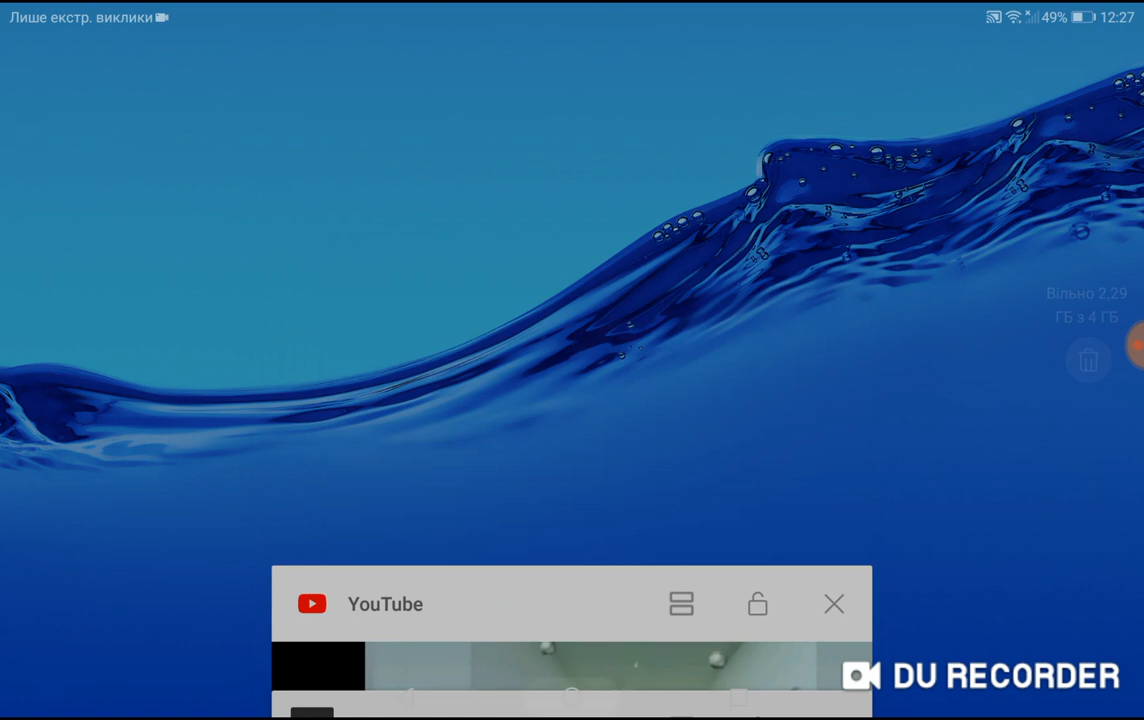 Лише екстр. виклики
49% 12:27
Вільно 2,29
ГБ з 4 ГБ
YouTube
DU RECORDER